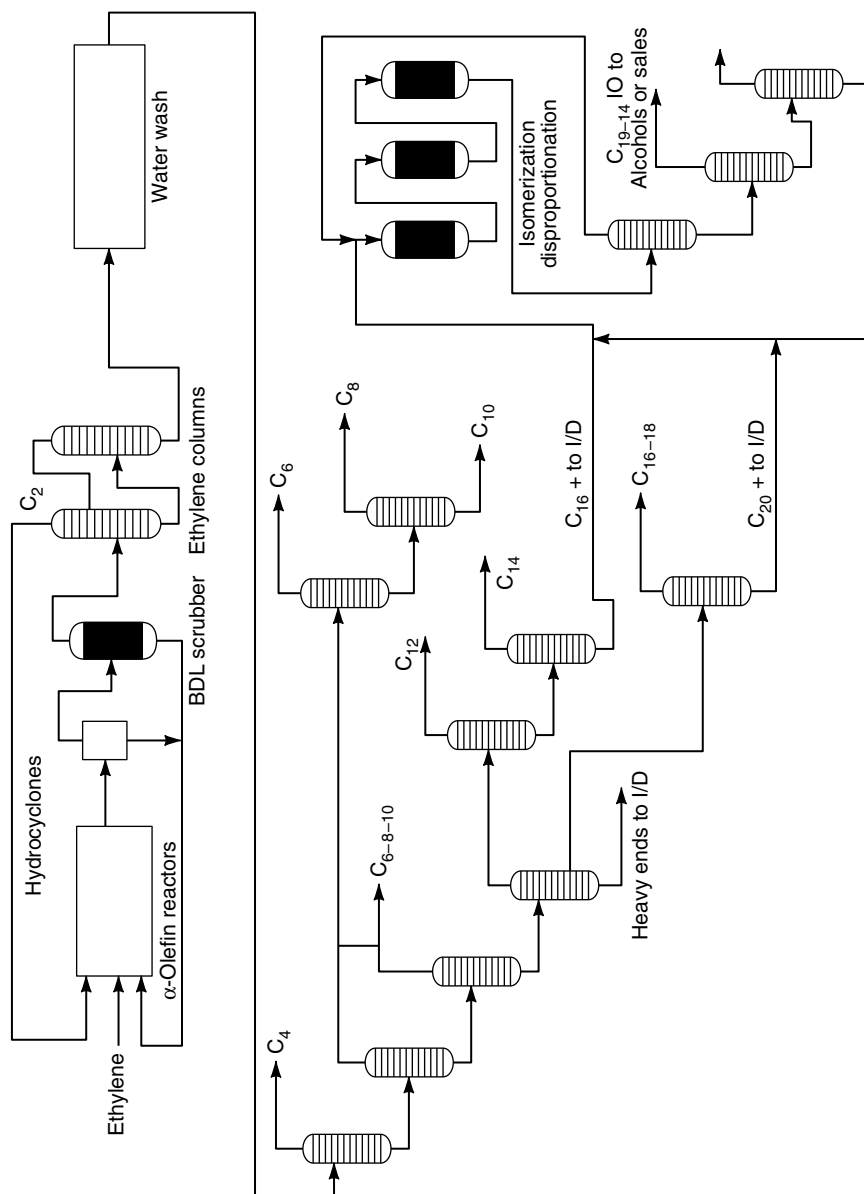 Ethylene
α-Olefin reactors
Hydrocyclones
BDL scrubber
C₂
Ethylene columns
Water wash
C₄
C₆₋₈₋₁₀
Heavy ends to I/D
C₁₂
C₁₄
C₆
C₈
C₁₀
C₁₆ + to I/D
C₁₆₋₁₈
C₂₀ + to I/D
Isomerization
disproportionation
C₁₉₋₁₄ IO to
Alcohols or sales